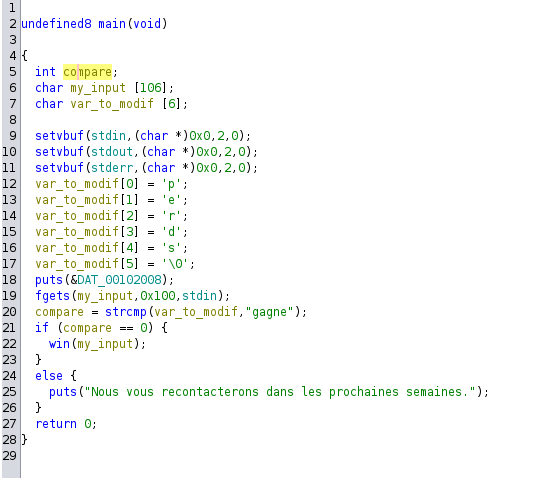 1
2 undefined8 main(void)
3
4 {
5 int compare;
6 char my_input [106];
7 char var_to_modif [6];
8
9 setvbuf(stdin,(char *)0x0,2,0);
10 setvbuf(stdout,(char *)0x0,2,0);
11 setvbuf(stderr,(char *)0x0,2,0);
12 var_to_modif[0] = 'p';
13 var_to_modif[1] = 'e';
14 var_to_modif[2] = 'r';
15 var_to_modif[3] = 'd';
16 var_to_modif[4] = 's';
17 var_to_modif[5] = '\0';
18 puts(&DAT_00102008);
19 fgets(my_input,0x100,stdin);
20 compare = strcmp(var_to_modif,"gagne");
21 if (compare == 0) {
22 win(my_input);
23 }
24 else {
25 puts("Nous vous recontacterons dans les prochaines semaines.");
26 }
27 return 0;
28 }
29